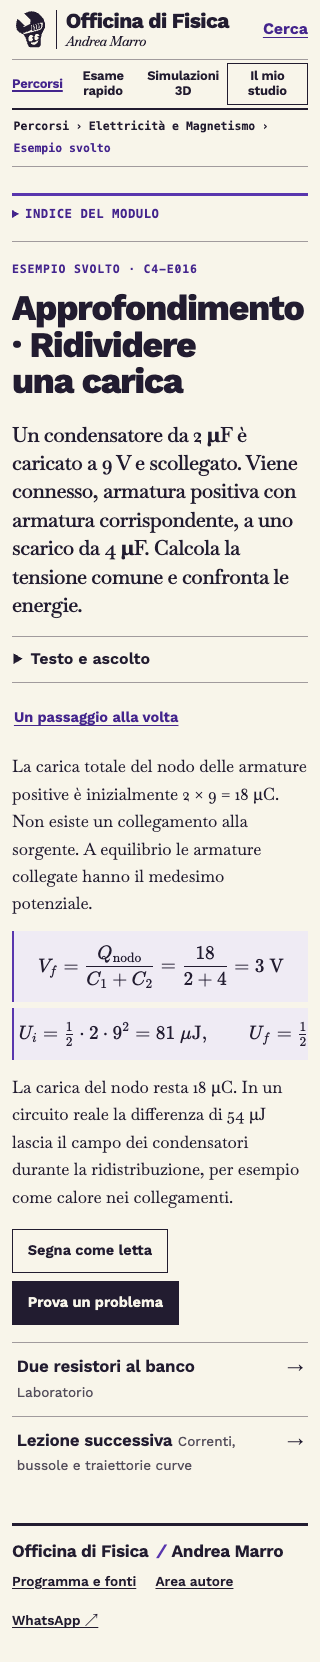 Officina di Fisica
Andrea Marro
Cerca
Percorsi
Esame rapido
Simulazioni 3D
Il mio studio
Percorsi › Elettricità e Magnetismo ›
Esempio svolto
▶ INDICE DEL MODULO
ESEMPIO SVOLTO · C4–E016
Approfondimento
· Ridividere
una carica
Un condensatore da 2 μF è
caricato a 9 V e scollegato. Viene
connesso, armatura positiva con
armatura corrispondente, a uno
scarico da 4 μF. Calcola la
tensione comune e confronta le
energie.
▶ Testo e ascolto
Un passaggio alla volta
La carica totale del nodo delle armature
positive è inizialmente 2 × 9 = 18 μC.
Non esiste un collegamento alla
sorgente. A equilibrio le armature
collegate hanno il medesimo
potenziale.
V_f = Q_nodo / (C_1 + C_2) = 18 / (2 + 4) = 3 V
U_i = 1/2 · 2 · 9² = 81 μJ, U_f = 1/2
La carica del nodo resta 18 μC. In un
circuito reale la differenza di 54 μJ
lascia il campo dei condensatori
durante la ridistribuzione, per esempio
come calore nei collegamenti.
Segna come letta
Prova un problema
Due resistori al banco →
Laboratorio
Lezione successiva Correnti, →
bussole e traiettorie curve
Officina di Fisica / Andrea Marro
Programma e fonti Area autore
WhatsApp ↗